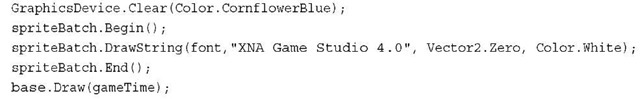 GraphicsDevice.Clear(Color.CornflowerBlue);
spriteBatch.Begin();
spriteBatch.DrawString(font,"XNA Game Studio 4.0", Vector2.Zero, Color.White);
spriteBatch.End();
base.Draw(gameTime);